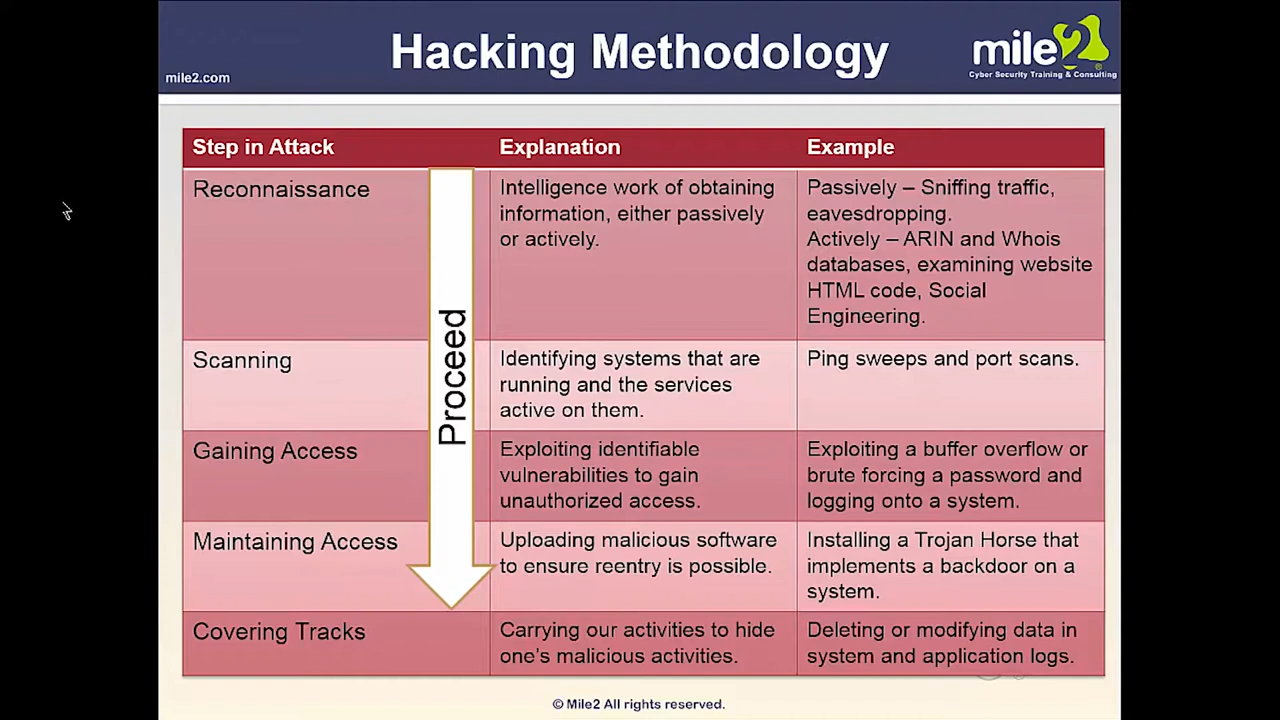 Hacking Methodology
mile2.com
mile2
Cyber Security Training & Consulting
Step in Attack
Explanation
Example
Reconnaissance
Intelligence work of obtaining
information, either passively
or actively.
Passively – Sniffing traffic,
eavesdropping.
Actively – ARIN and Whois
databases, examining website
HTML code, Social
Engineering.
Proceed
Scanning
Identifying systems that are
running and the services
active on them.
Ping sweeps and port scans.
Gaining Access
Exploiting identifiable
vulnerabilities to gain
unauthorized access.
Exploiting a buffer overflow or
brute forcing a password and
logging onto a system.
Maintaining Access
Uploading malicious software
to ensure reentry is possible.
Installing a Trojan Horse that
implements a backdoor on a
system.
Covering Tracks
Carrying our activities to hide
one's malicious activities.
Deleting or modifying data in
system and application logs.
© Mile2 All rights reserved.